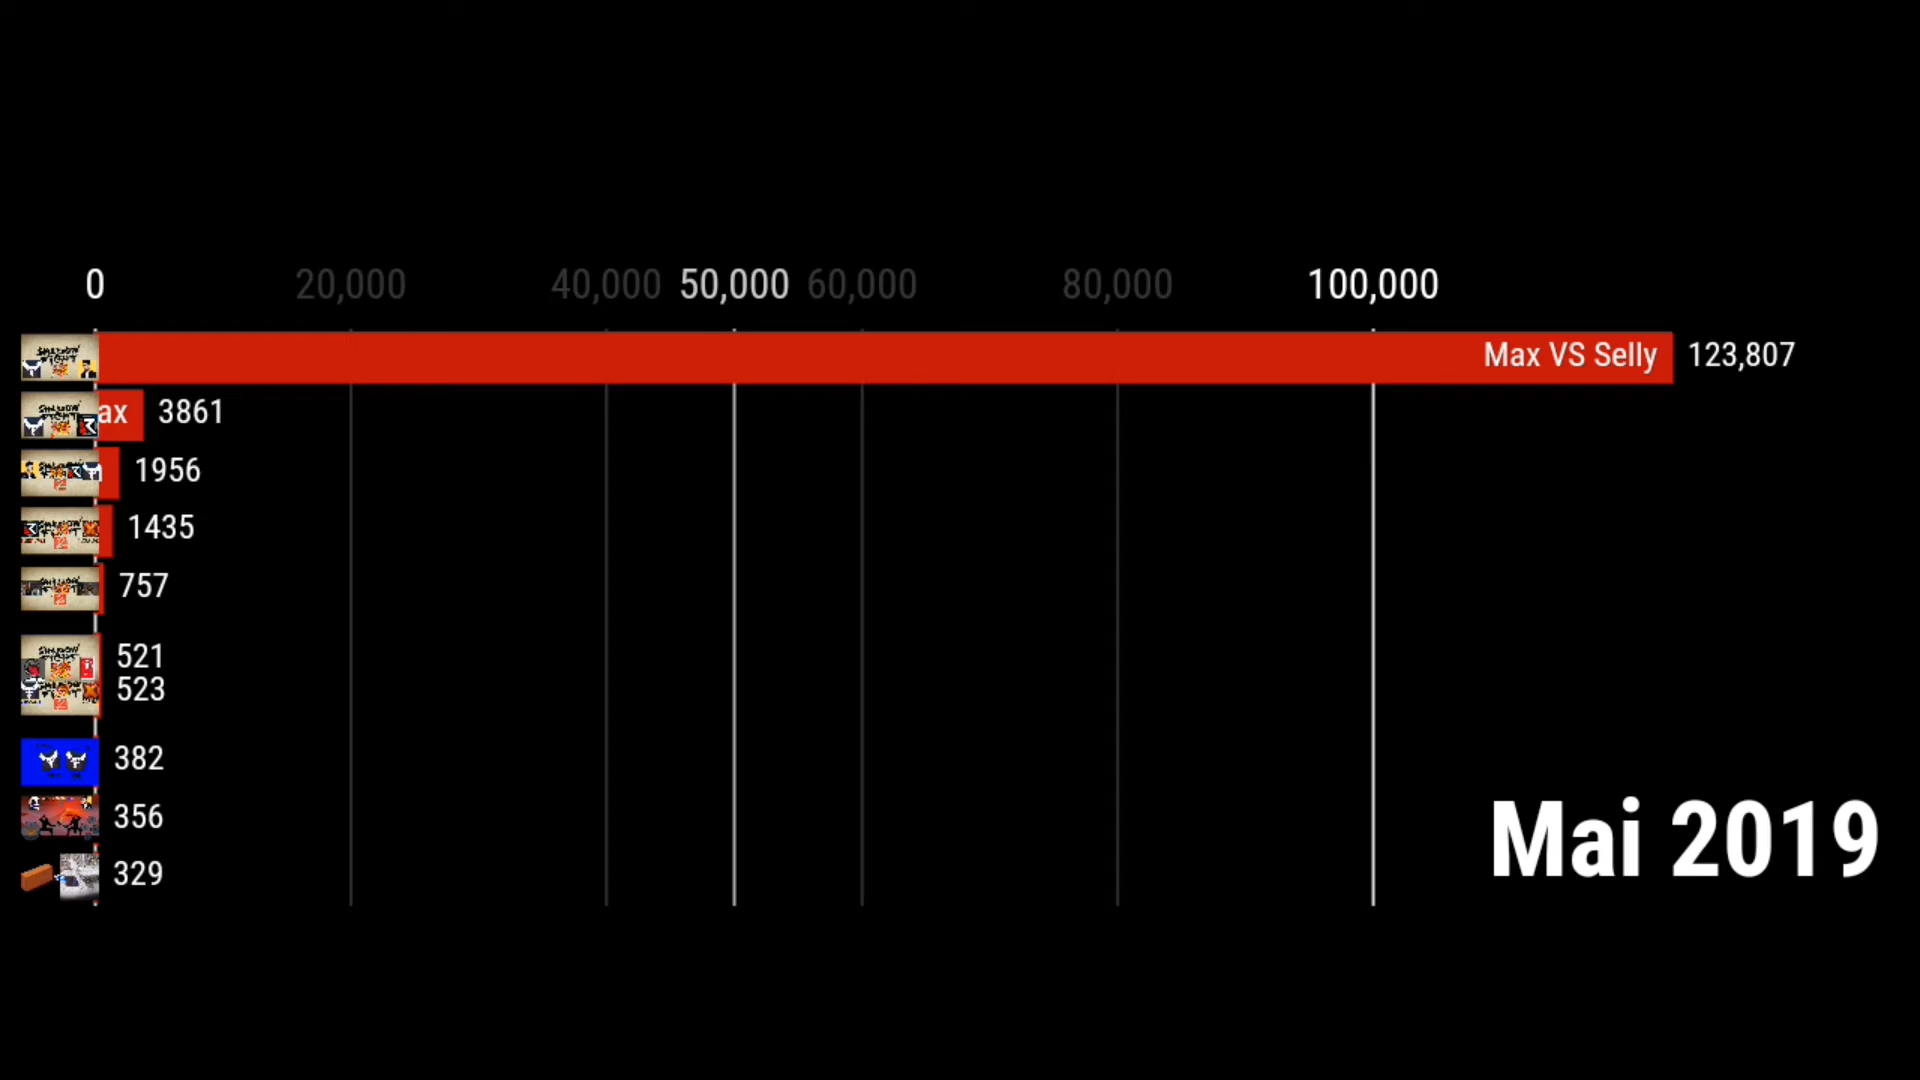 0 20,000 40,000 50,000 60,000 80,000 100,000
Max VS Selly 123,807
ax 3861
1956
1435
757
521
523
382
356
329
Mai 2019